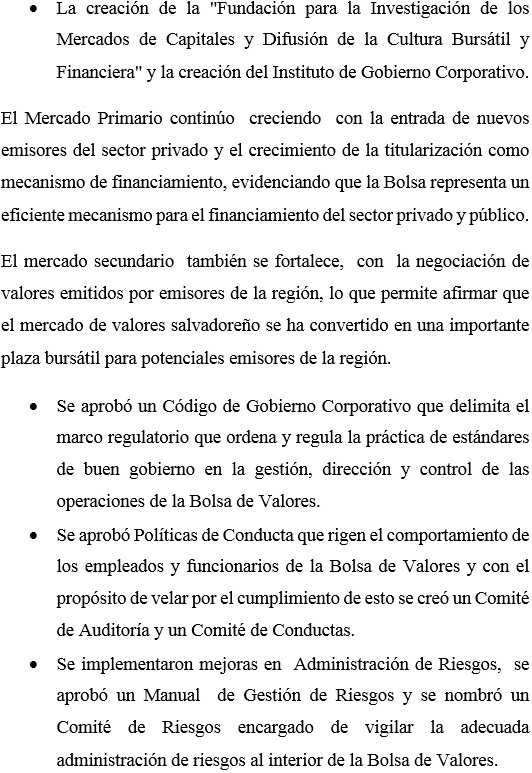 • La creación de la "Fundación para la Investigación de los
Mercados de Capitales y Difusión de la Cultura Bursátil y
Financiera" y la creación del Instituto de Gobierno Corporativo.
El Mercado Primario continúo creciendo con la entrada de nuevos
emisores del sector privado y el crecimiento de la titularización como
mecanismo de financiamiento, evidenciando que la Bolsa representa un
eficiente mecanismo para el financiamiento del sector privado y público.
El mercado secundario también se fortalece, con la negociación de
valores emitidos por emisores de la región, lo que permite afirmar que
el mercado de valores salvadoreño se ha convertido en una importante
plaza bursátil para potenciales emisores de la región.
• Se aprobó un Código de Gobierno Corporativo que delimita el
marco regulatorio que ordena y regula la práctica de estándares
de buen gobierno en la gestión, dirección y control de las
operaciones de la Bolsa de Valores.
• Se aprobó Políticas de Conducta que rigen el comportamiento de
los empleados y funcionarios de la Bolsa de Valores y con el
propósito de velar por el cumplimiento de esto se creó un Comité
de Auditoría y un Comité de Conductas.
• Se implementaron mejoras en Administración de Riesgos, se
aprobó un Manual de Gestión de Riesgos y se nombró un
Comité de Riesgos encargado de vigilar la adecuada
administración de riesgos al interior de la Bolsa de Valores.